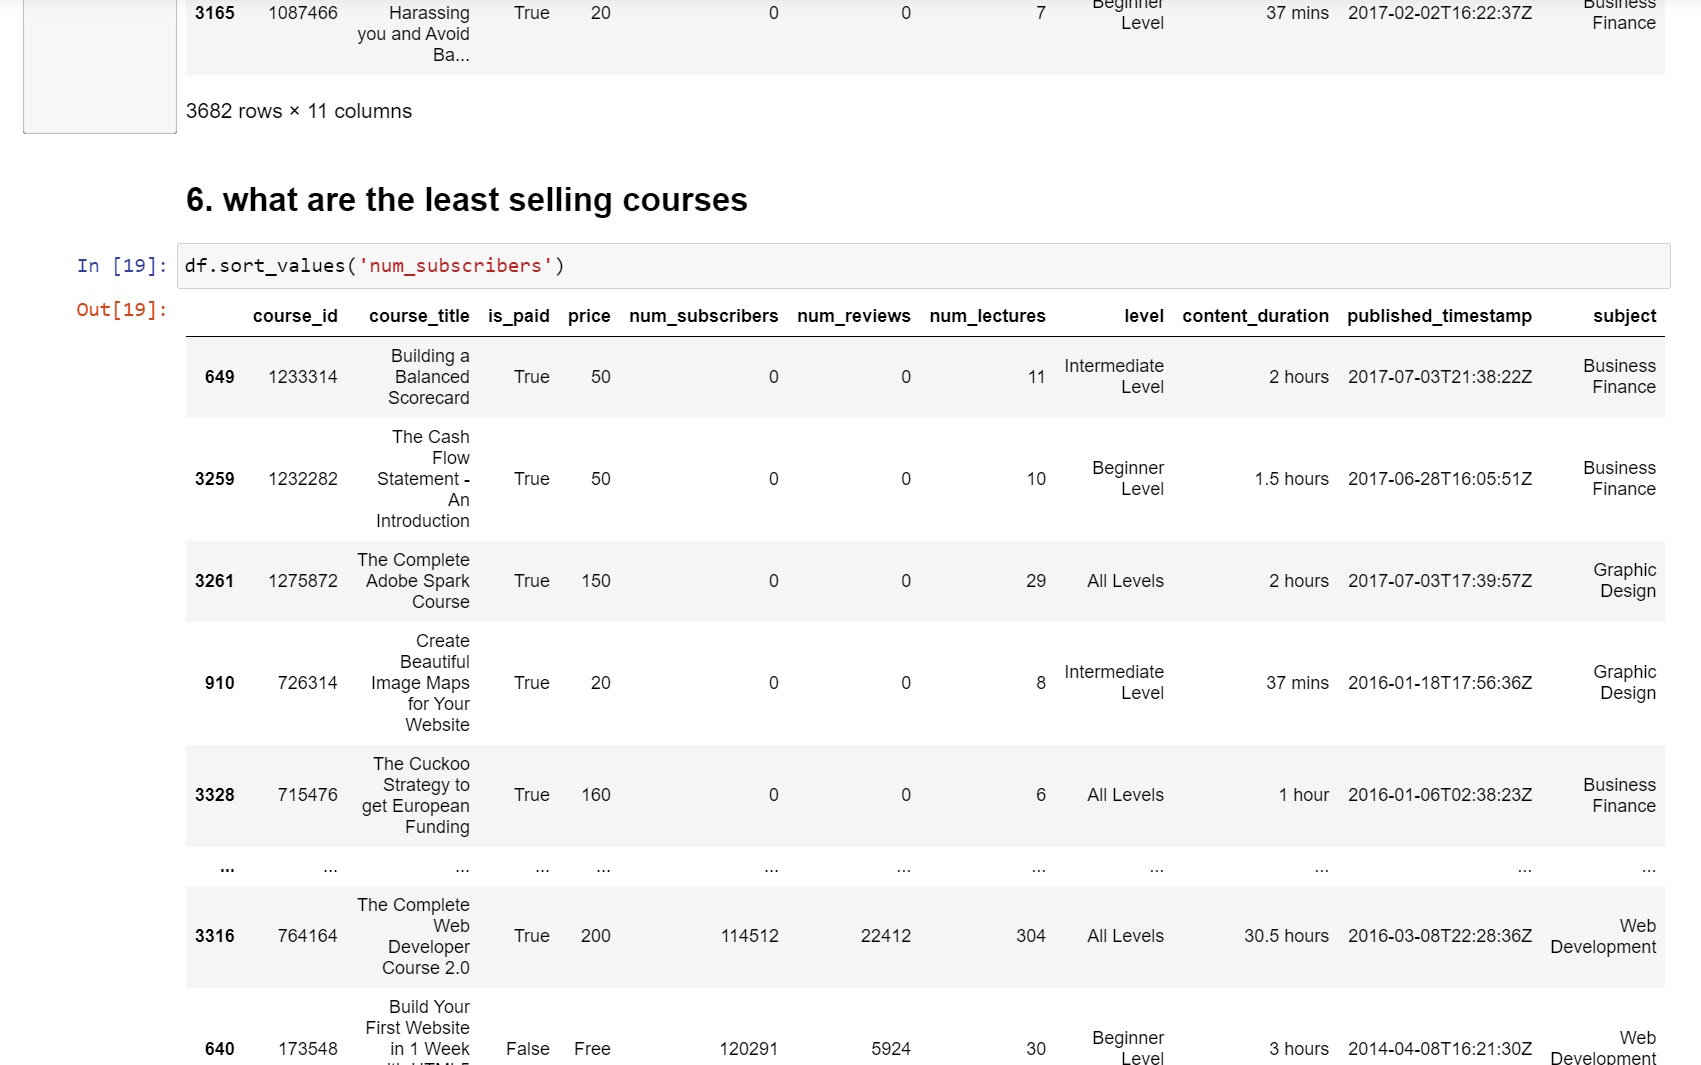 3165 1087466 Harassing you and Avoid Ba... True 20 0 0 7 Beginner Level 37 mins 2017-02-02T16:22:37Z Business Finance
3682 rows × 11 columns
6. what are the least selling courses
In [19]: df.sort_values('num_subscribers')
Out[19]:
course_id course_title is_paid price num_subscribers num_reviews num_lectures level content_duration published_timestamp subject
649 1233314 Building a Balanced Scorecard True 50 0 0 11 Intermediate Level 2 hours 2017-07-03T21:38:22Z Business Finance
3259 1232282 The Cash Flow Statement - An Introduction True 50 0 0 10 Beginner Level 1.5 hours 2017-06-28T16:05:51Z Business Finance
3261 1275872 The Complete Adobe Spark Course True 150 0 0 29 All Levels 2 hours 2017-07-03T17:39:57Z Graphic Design
910 726314 Create Beautiful Image Maps for Your Website True 20 0 0 8 Intermediate Level 37 mins 2016-01-18T17:56:36Z Graphic Design
3328 715476 The Cuckoo Strategy to get European Funding True 160 0 0 6 All Levels 1 hour 2016-01-06T02:38:23Z Business Finance
... ... ... ... ... ... ... ... ... ... ... ...
3316 764164 The Complete Web Developer Course 2.0 True 200 114512 22412 304 All Levels 30.5 hours 2016-03-08T22:28:36Z Web Development
640 173548 Build Your First Website in 1 Week False Free 120291 5924 30 Beginner Level 3 hours 2014-04-08T16:21:30Z Web Development